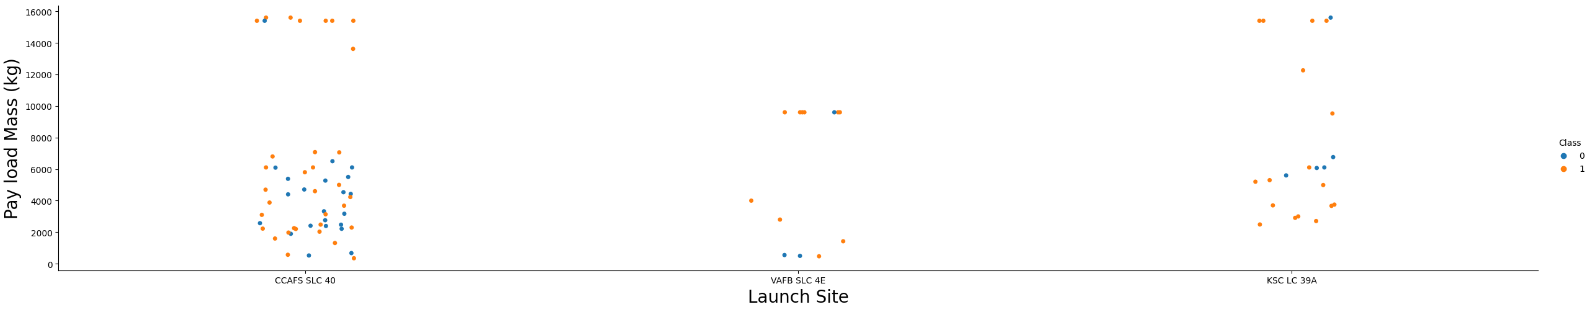 Pay load Mass (kg)
16000
14000
12000
10000
8000
6000
4000
2000
0
CCAFS SLC 40
VAFB SLC 4E
KSC LC 39A
Launch Site
Class
0
1